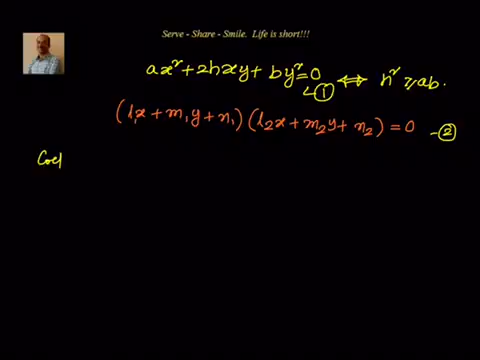 Serve - Share - Smile. Life is short!!!
ax² + 2hxy + by² = 0 ⟺ h² ≥ ab.
①
(l₁x + m₁y + n₁) (l₂x + m₂y + n₂) = 0 – ②
Coef